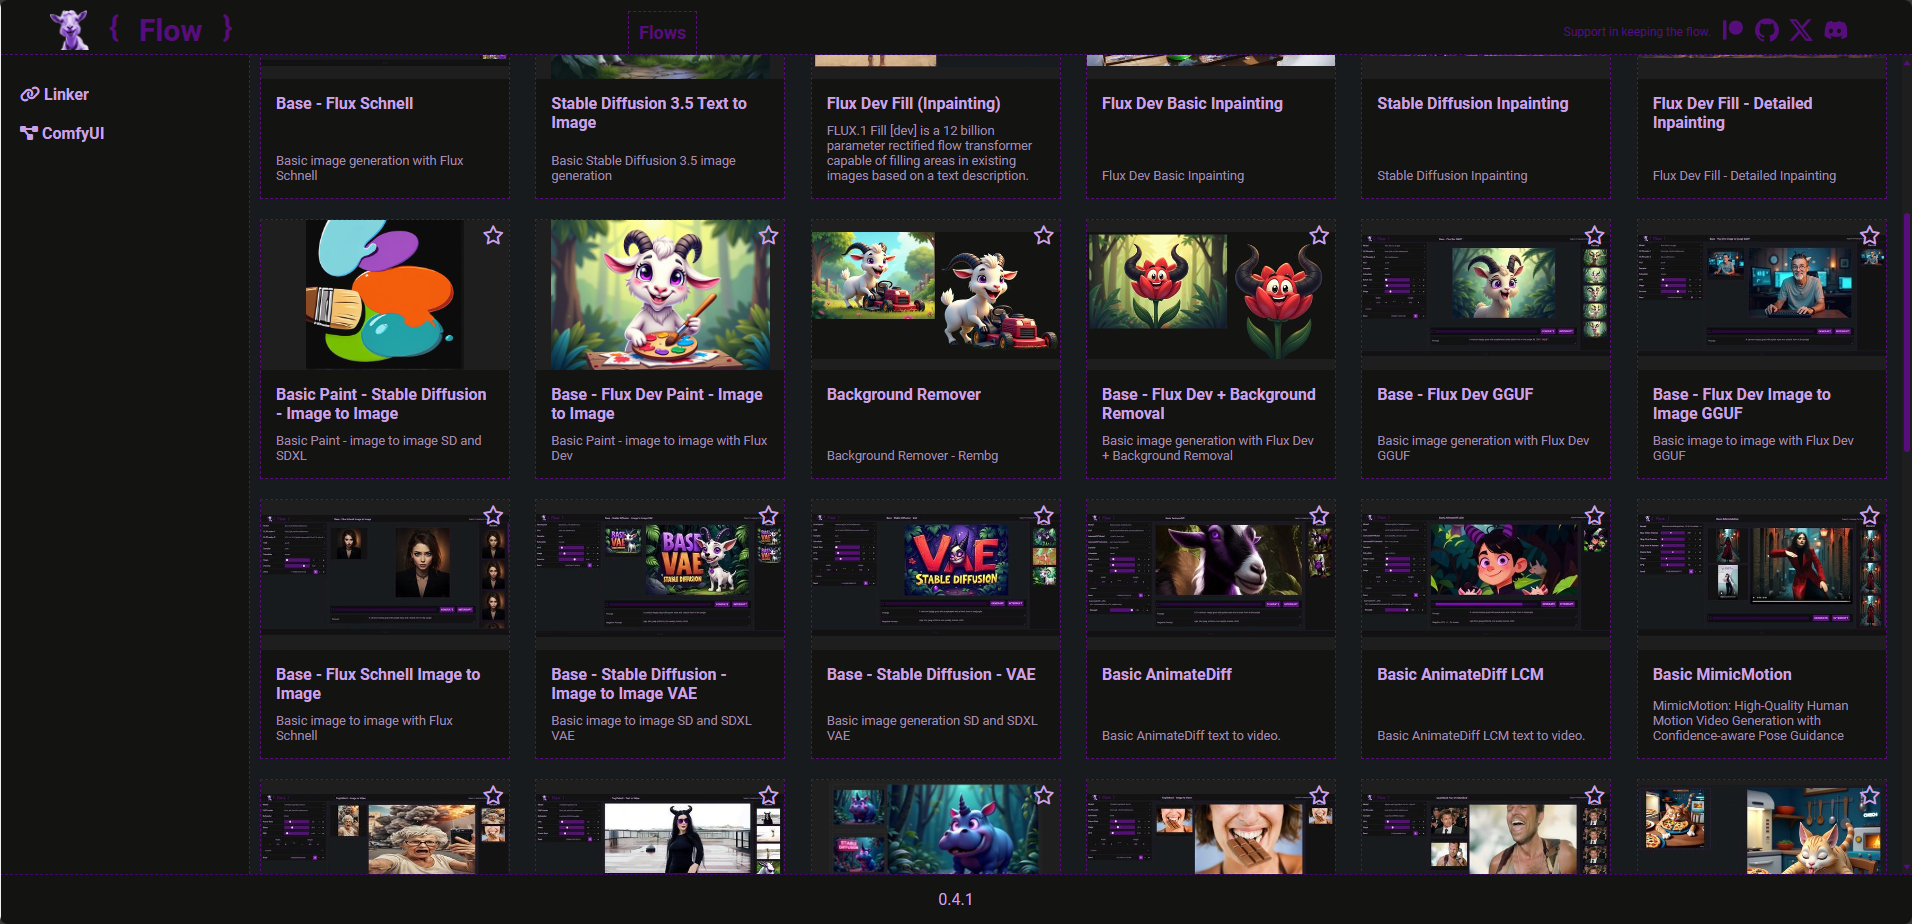 { Flow }
Flows
Support in keeping the flow.
Linker
ComfyUI
Base - Flux Schnell
Basic image generation with Flux
Schnell
Stable Diffusion 3.5 Text to
Image
Basic Stable Diffusion 3.5 image
generation
Flux Dev Fill (Inpainting)
FLUX.1 Fill [dev] is a 12 billion
parameter rectified flow transformer
capable of filling areas in existing
images based on a text description.
Flux Dev Basic Inpainting
Flux Dev Basic Inpainting
Stable Diffusion Inpainting
Stable Diffusion Inpainting
Flux Dev Fill - Detailed
Inpainting
Flux Dev Fill - Detailed Inpainting
Basic Paint - Stable Diffusion
- Image to Image
Basic Paint - image to image SD and
SDXL
Base - Flux Dev Paint - Image
to Image
Basic Paint - image to image with Flux
Dev
Background Remover
Background Remover - Rembg
Base - Flux Dev + Background
Removal
Basic image generation with Flux Dev
+ Background Removal
Base - Flux Dev GGUF
Basic image generation with Flux Dev
GGUF
Base - Flux Dev Image to
Image GGUF
Basic image to image with Flux Dev
GGUF
Base - Flux Schnell Image to
Image
Basic image to image with Flux
Schnell
BASE
VAE
STABLE DIFFUSION
Base - Stable Diffusion -
Image to Image VAE
Basic image to image SD and SDXL
VAE
VAE
STABLE DIFFUSION
Base - Stable Diffusion - VAE
Basic image generation SD and SDXL
VAE
Basic AnimateDiff
Basic AnimateDiff text to video.
Basic AnimateDiff LCM
Basic AnimateDiff LCM text to video.
Basic MimicMotion
MimicMotion: High-Quality Human
Motion Video Generation with
Confidence-aware Pose Guidance
0.4.1